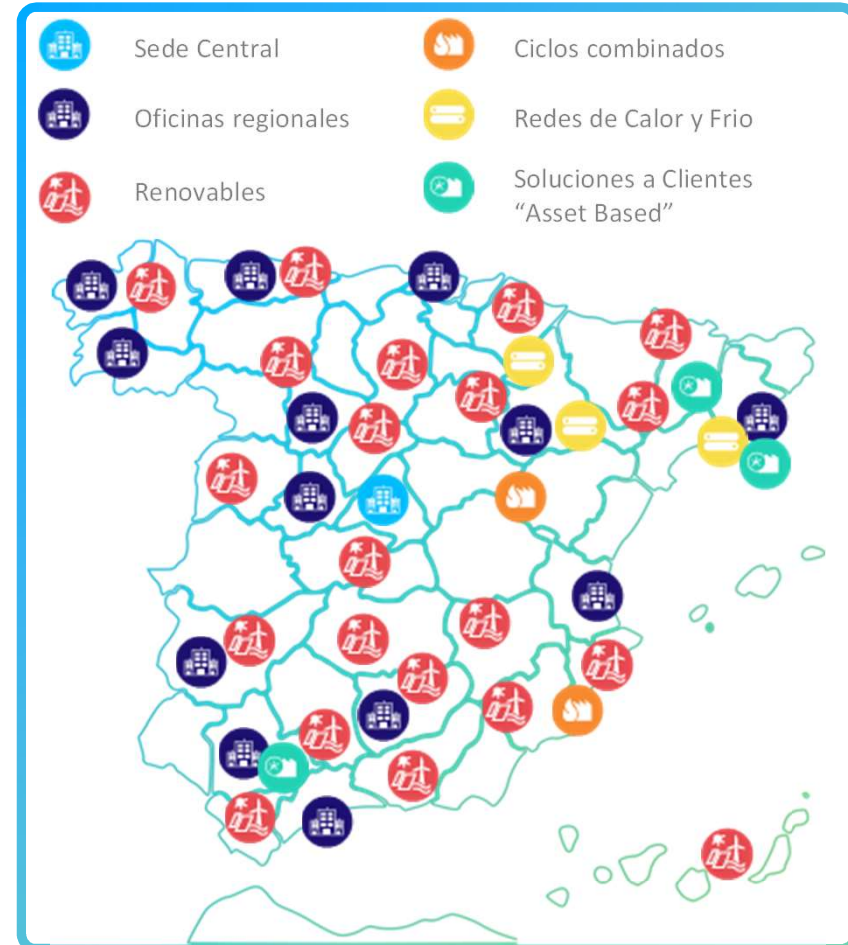 Sede Central
Ciclos combinados
Oficinas regionales
Redes de Calor y Frio
Renovables
Soluciones a Clientes
“Asset Based”